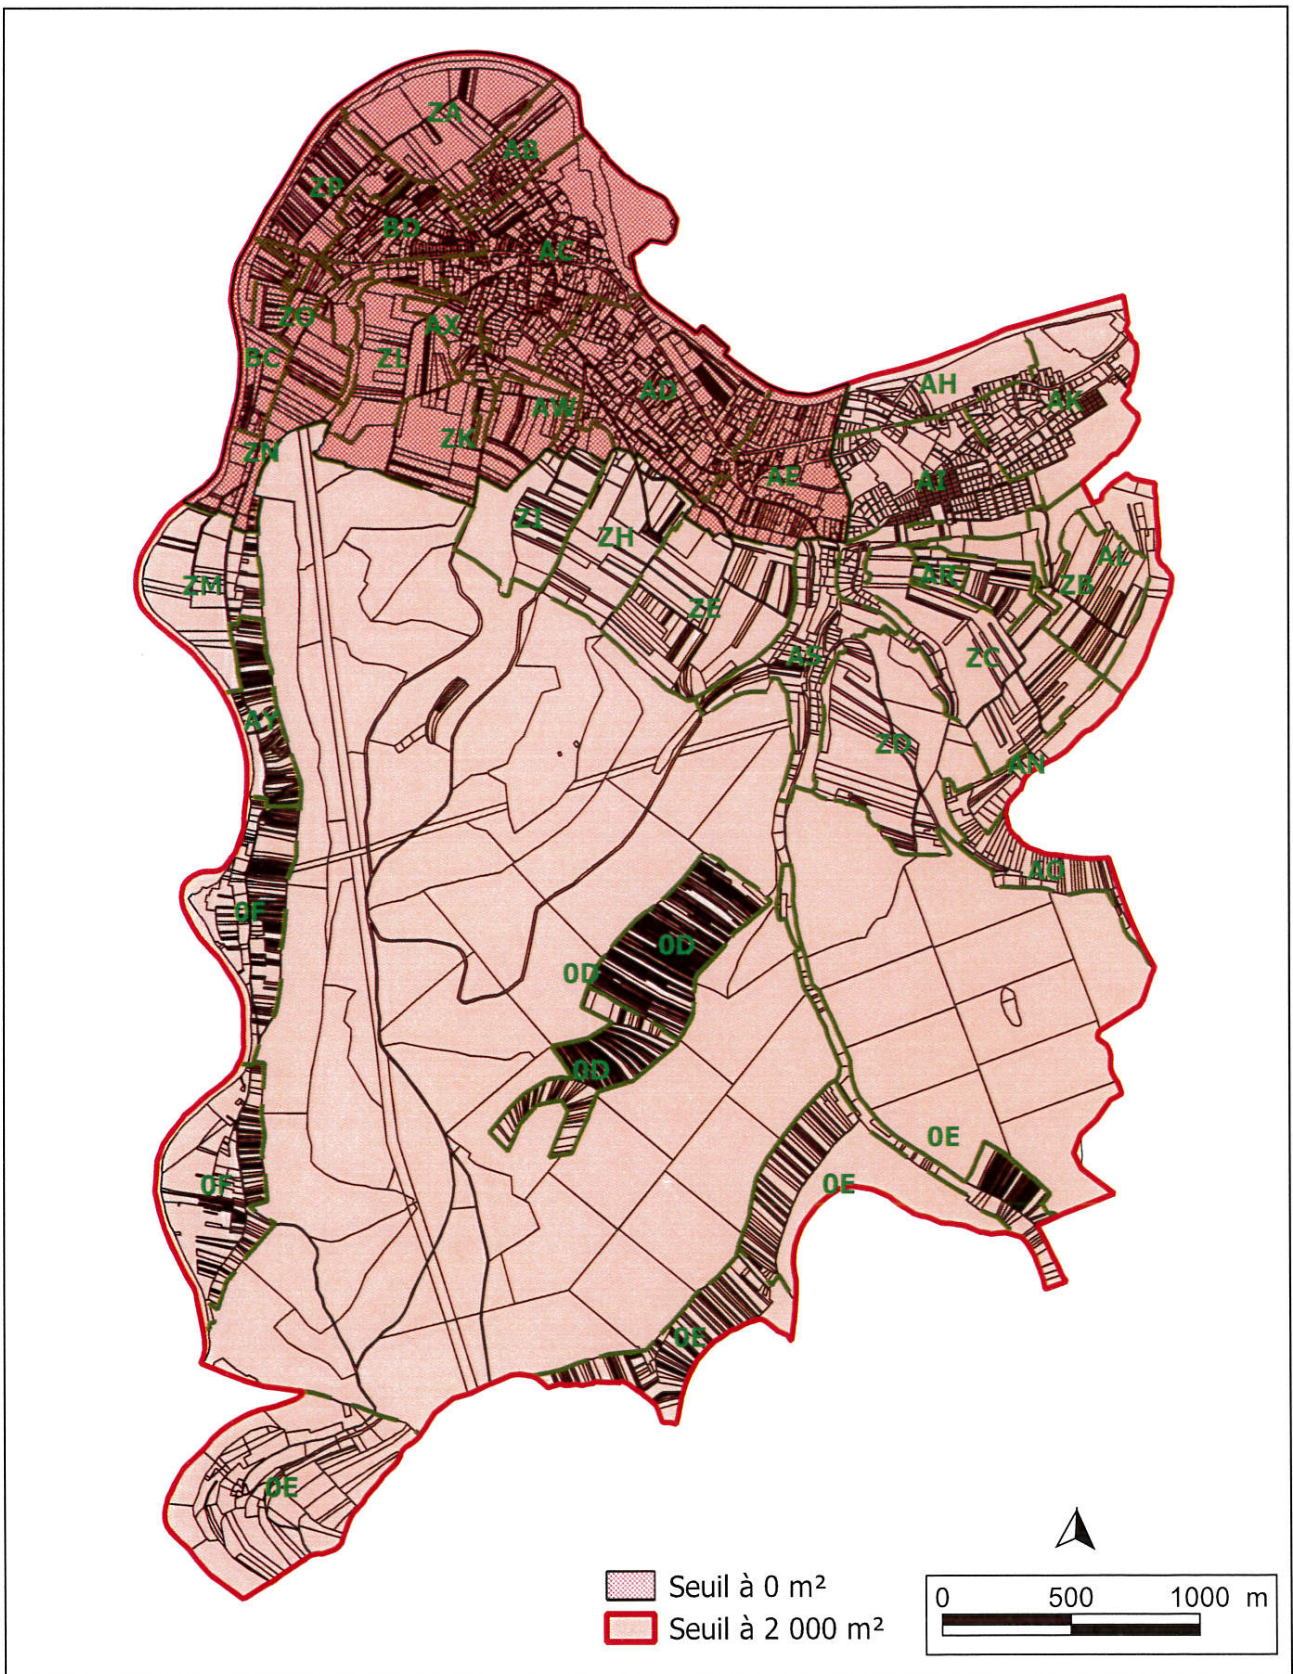 ZA
AB
ZP
BD
AC
ZO
AX
BC
ZL
AD
AH
AK
AW
ZK
ZN
AE
AI
ZI
ZH
AL
ZM
AR
ZB
ZE
AS
ZC
AY
ZD
AN
AO
0F
0D
0D
0D
0E
0F
0E
0E
0E
Seuil à 0 m²
Seuil à 2 000 m²
0 500 1000 m